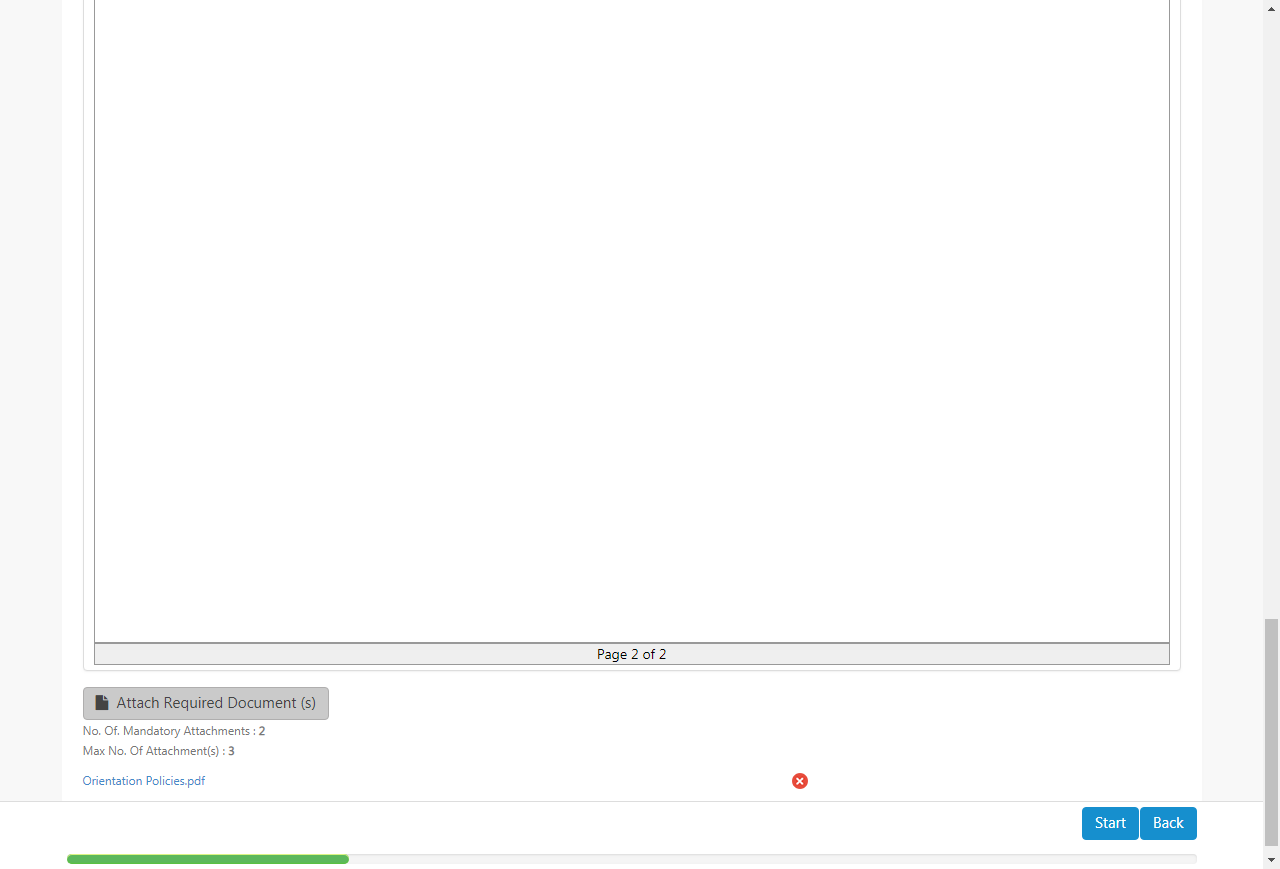 Page 2 of 2
Attach Required Document (s)
No. Of. Mandatory Attachments : 2
Max No. Of Attachment(s) : 3
Orientation Policies.pdf
Start Back